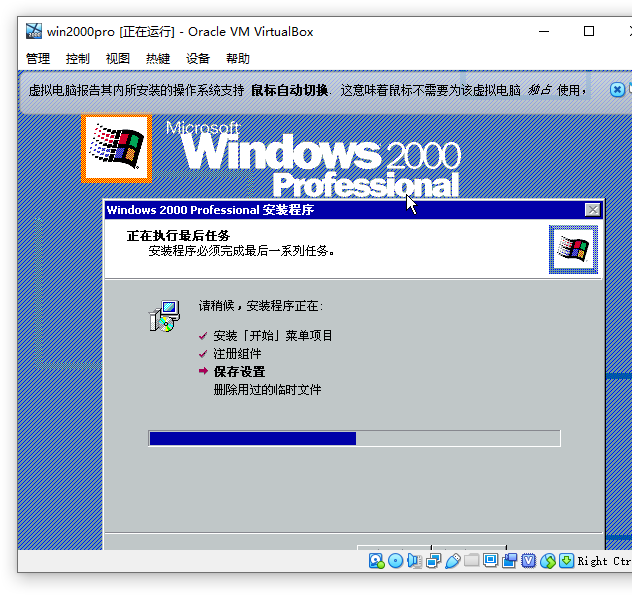 win2000pro [正在运行] - Oracle VM VirtualBox
管理 控制 视图 热键 设备 帮助
虚拟电脑报告其内所安装的操作系统支持 鼠标自动切换. 这意味着鼠标不需要为该虚拟电脑 独占 使用,
Microsoft
Windows 2000
Professional
Windows 2000 Professional 安装程序
正在执行最后任务
安装程序必须完成最后一系列任务。
请稍候，安装程序正在:
安装「开始」菜单项目
注册组件
保存设置
删除用过的临时文件
Right Ctr